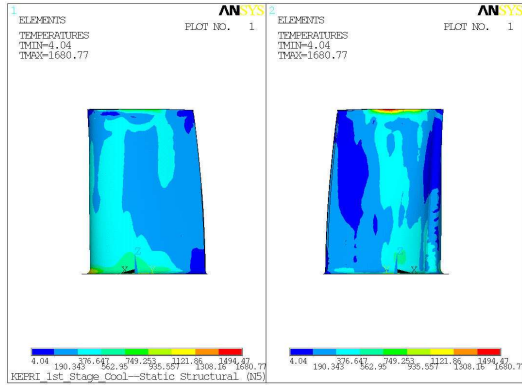 1
ANSYS
ELEMENTS
PLOT NO. 1
TEMPERATURES
TMIN=4.04
TMAX=1680.77
4.04 376.647 749.253 1121.86 1494.47
190.343 562.95 935.557 1308.16 1680.77
KEPRI_1st_Stage_Cool--Static Structural (N5)
2
ANSYS
ELEMENTS
PLOT NO. 1
TEMPERATURES
TMIN=4.04
TMAX=1680.77
4.04 376.647 749.253 1121.86 1494.47
190.343 562.95 935.557 1308.16 1680.77